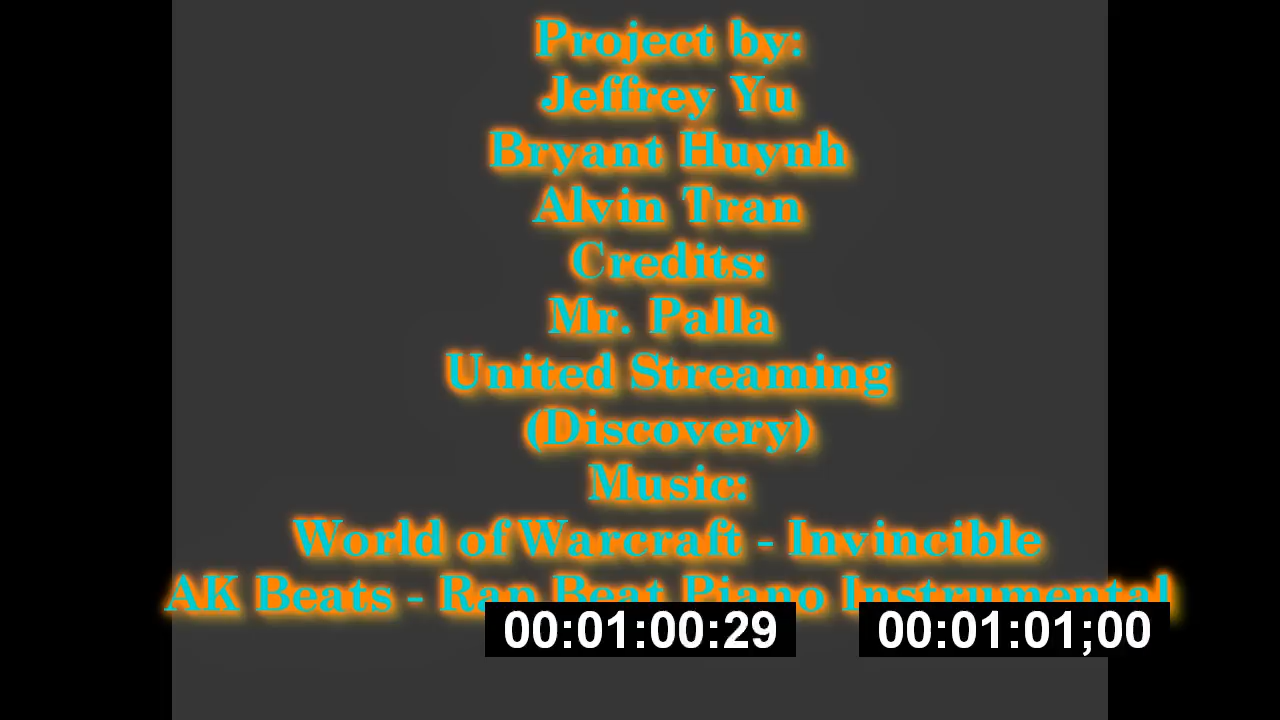 Project by:
Jeffrey Yu
Bryant Huynh
Alvin Tran
Credits:
Mr. Palla
United Streaming
(Discovery)
Music:
World of Warcraft - Invincible
AK Beats - Rap Beat Piano Instrumental
00:01:00:29 00:01:01;00